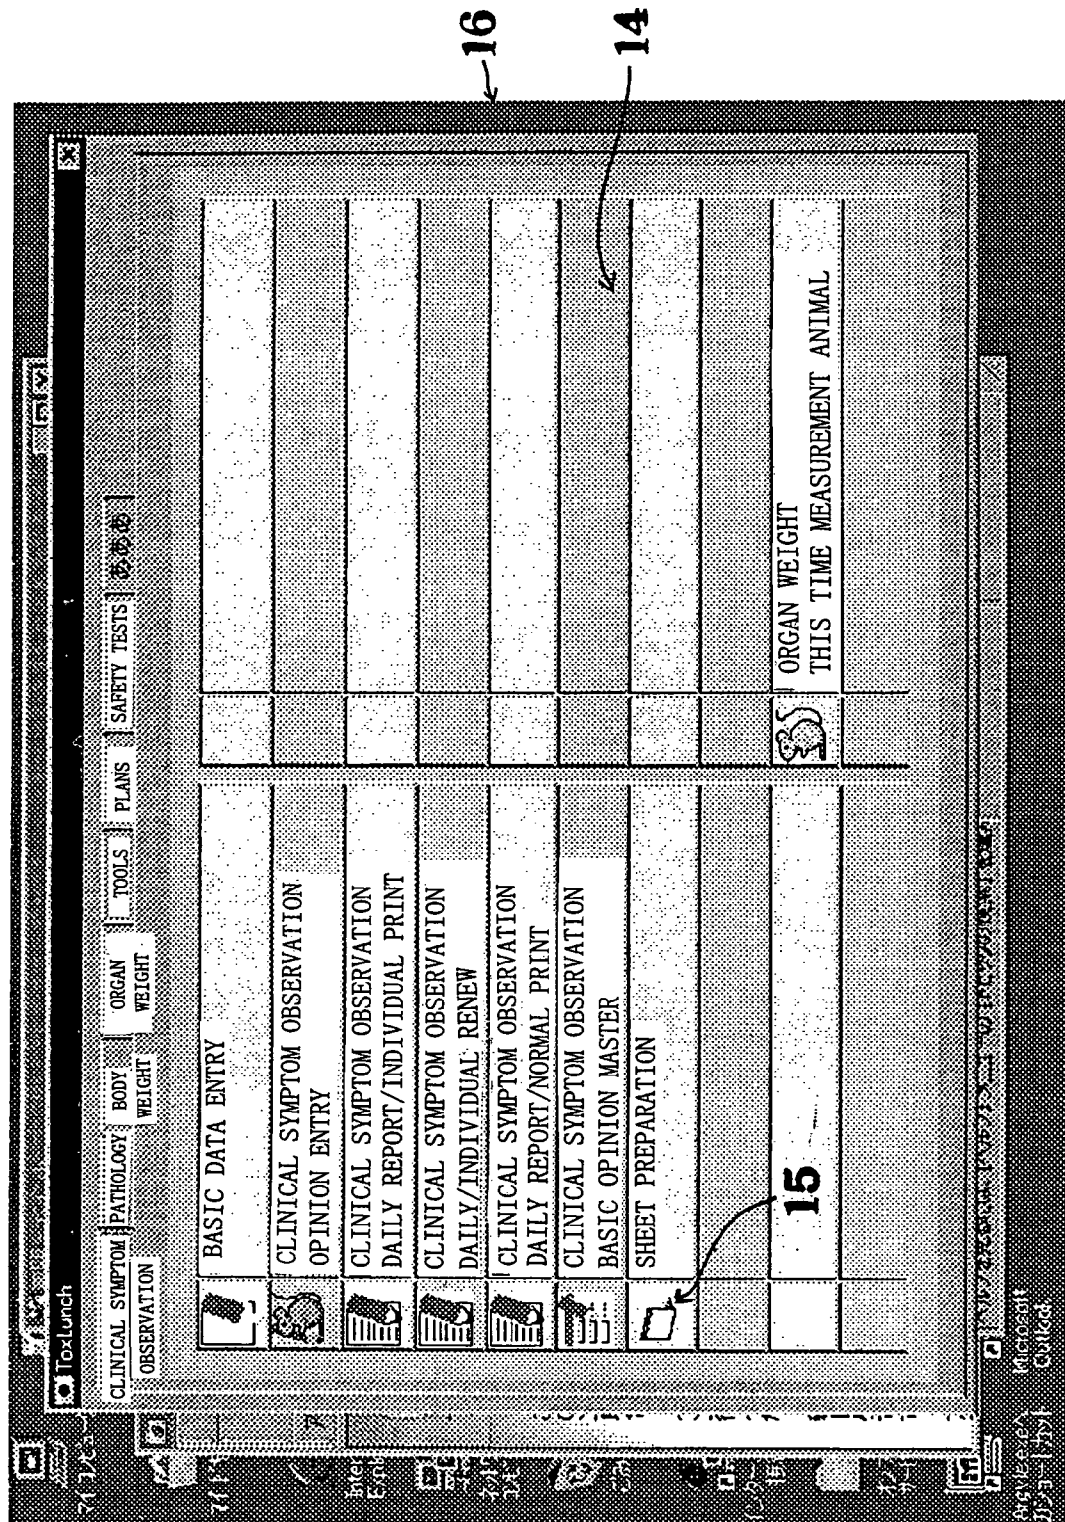 16
14
Toxlunch
CLINICAL SYMPTOM
OBSERVATION
PATHOLOGY
BODY
WEIGHT
ORGAN
WEIGHT
TOOLS
PLANS
SAFETY TESTS
あああ
BASIC DATA ENTRY
CLINICAL SYMPTOM OBSERVATION
OPINION ENTRY
CLINICAL SYMPTOM OBSERVATION
DAILY REPORT/INDIVIDUAL PRINT
CLINICAL SYMPTOM OBSERVATION
DAILY/INDIVIDUAL RENEW
CLINICAL SYMPTOM OBSERVATION
DAILY REPORT/NORMAL PRINT
CLINICAL SYMPTOM OBSERVATION
BASIC OPINION MASTER
SHEET PREPARATION
ORGAN WEIGHT
THIS TIME MEASUREMENT ANIMAL
15
Microsoft
Outlook